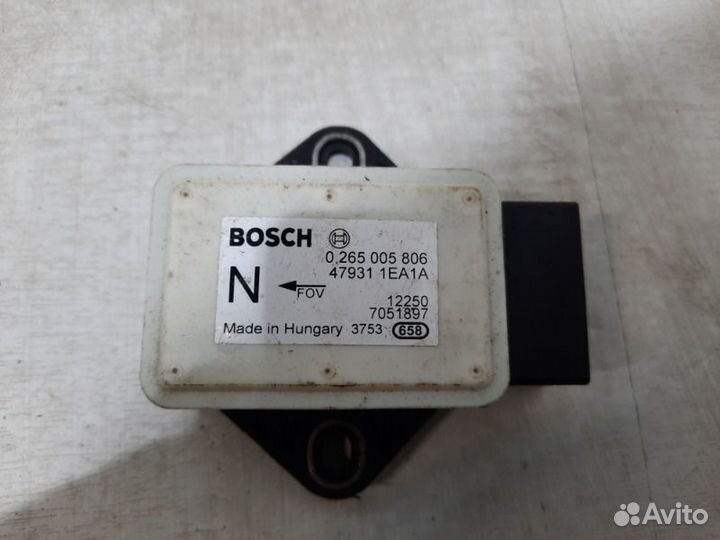 BOSCH
0 265 005 806
47931 1EA1A
N
FOV
12250
7051897
Made in Hungary 3753 658
Avito